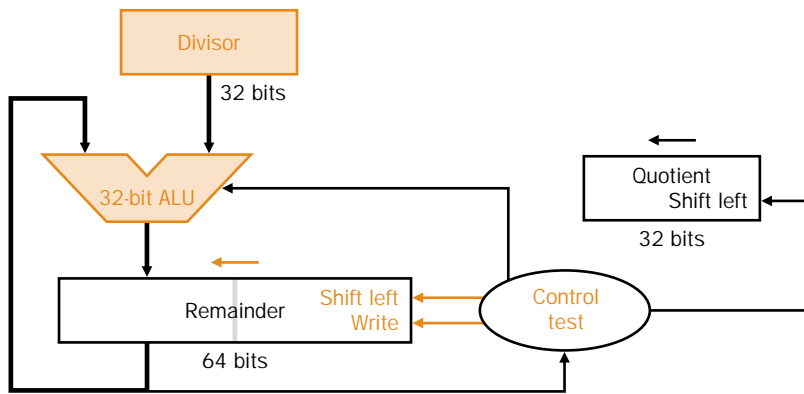 Divisor
32 bits
32-bit ALU
Quotient
Shift left
32 bits
Remainder
Shift left
Write
64 bits
Control
test